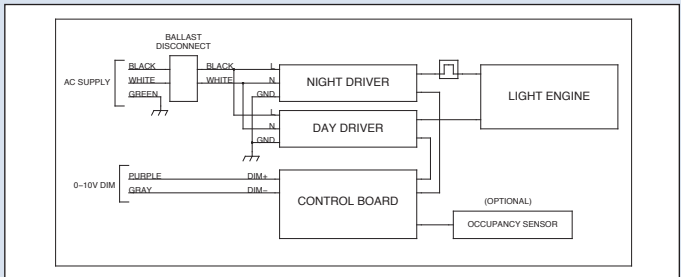 BALLAST
DISCONNECT
BLACK
BLACK
L
AC SUPPLY
WHITE
WHITE
N
NIGHT DRIVER
LIGHT ENGINE
GREEN
GND
L
N
DAY DRIVER
GND
PURPLE
DIM+
0-10V DIM
GRAY
DIM-
CONTROL BOARD
(OPTIONAL)
OCCUPANCY SENSOR